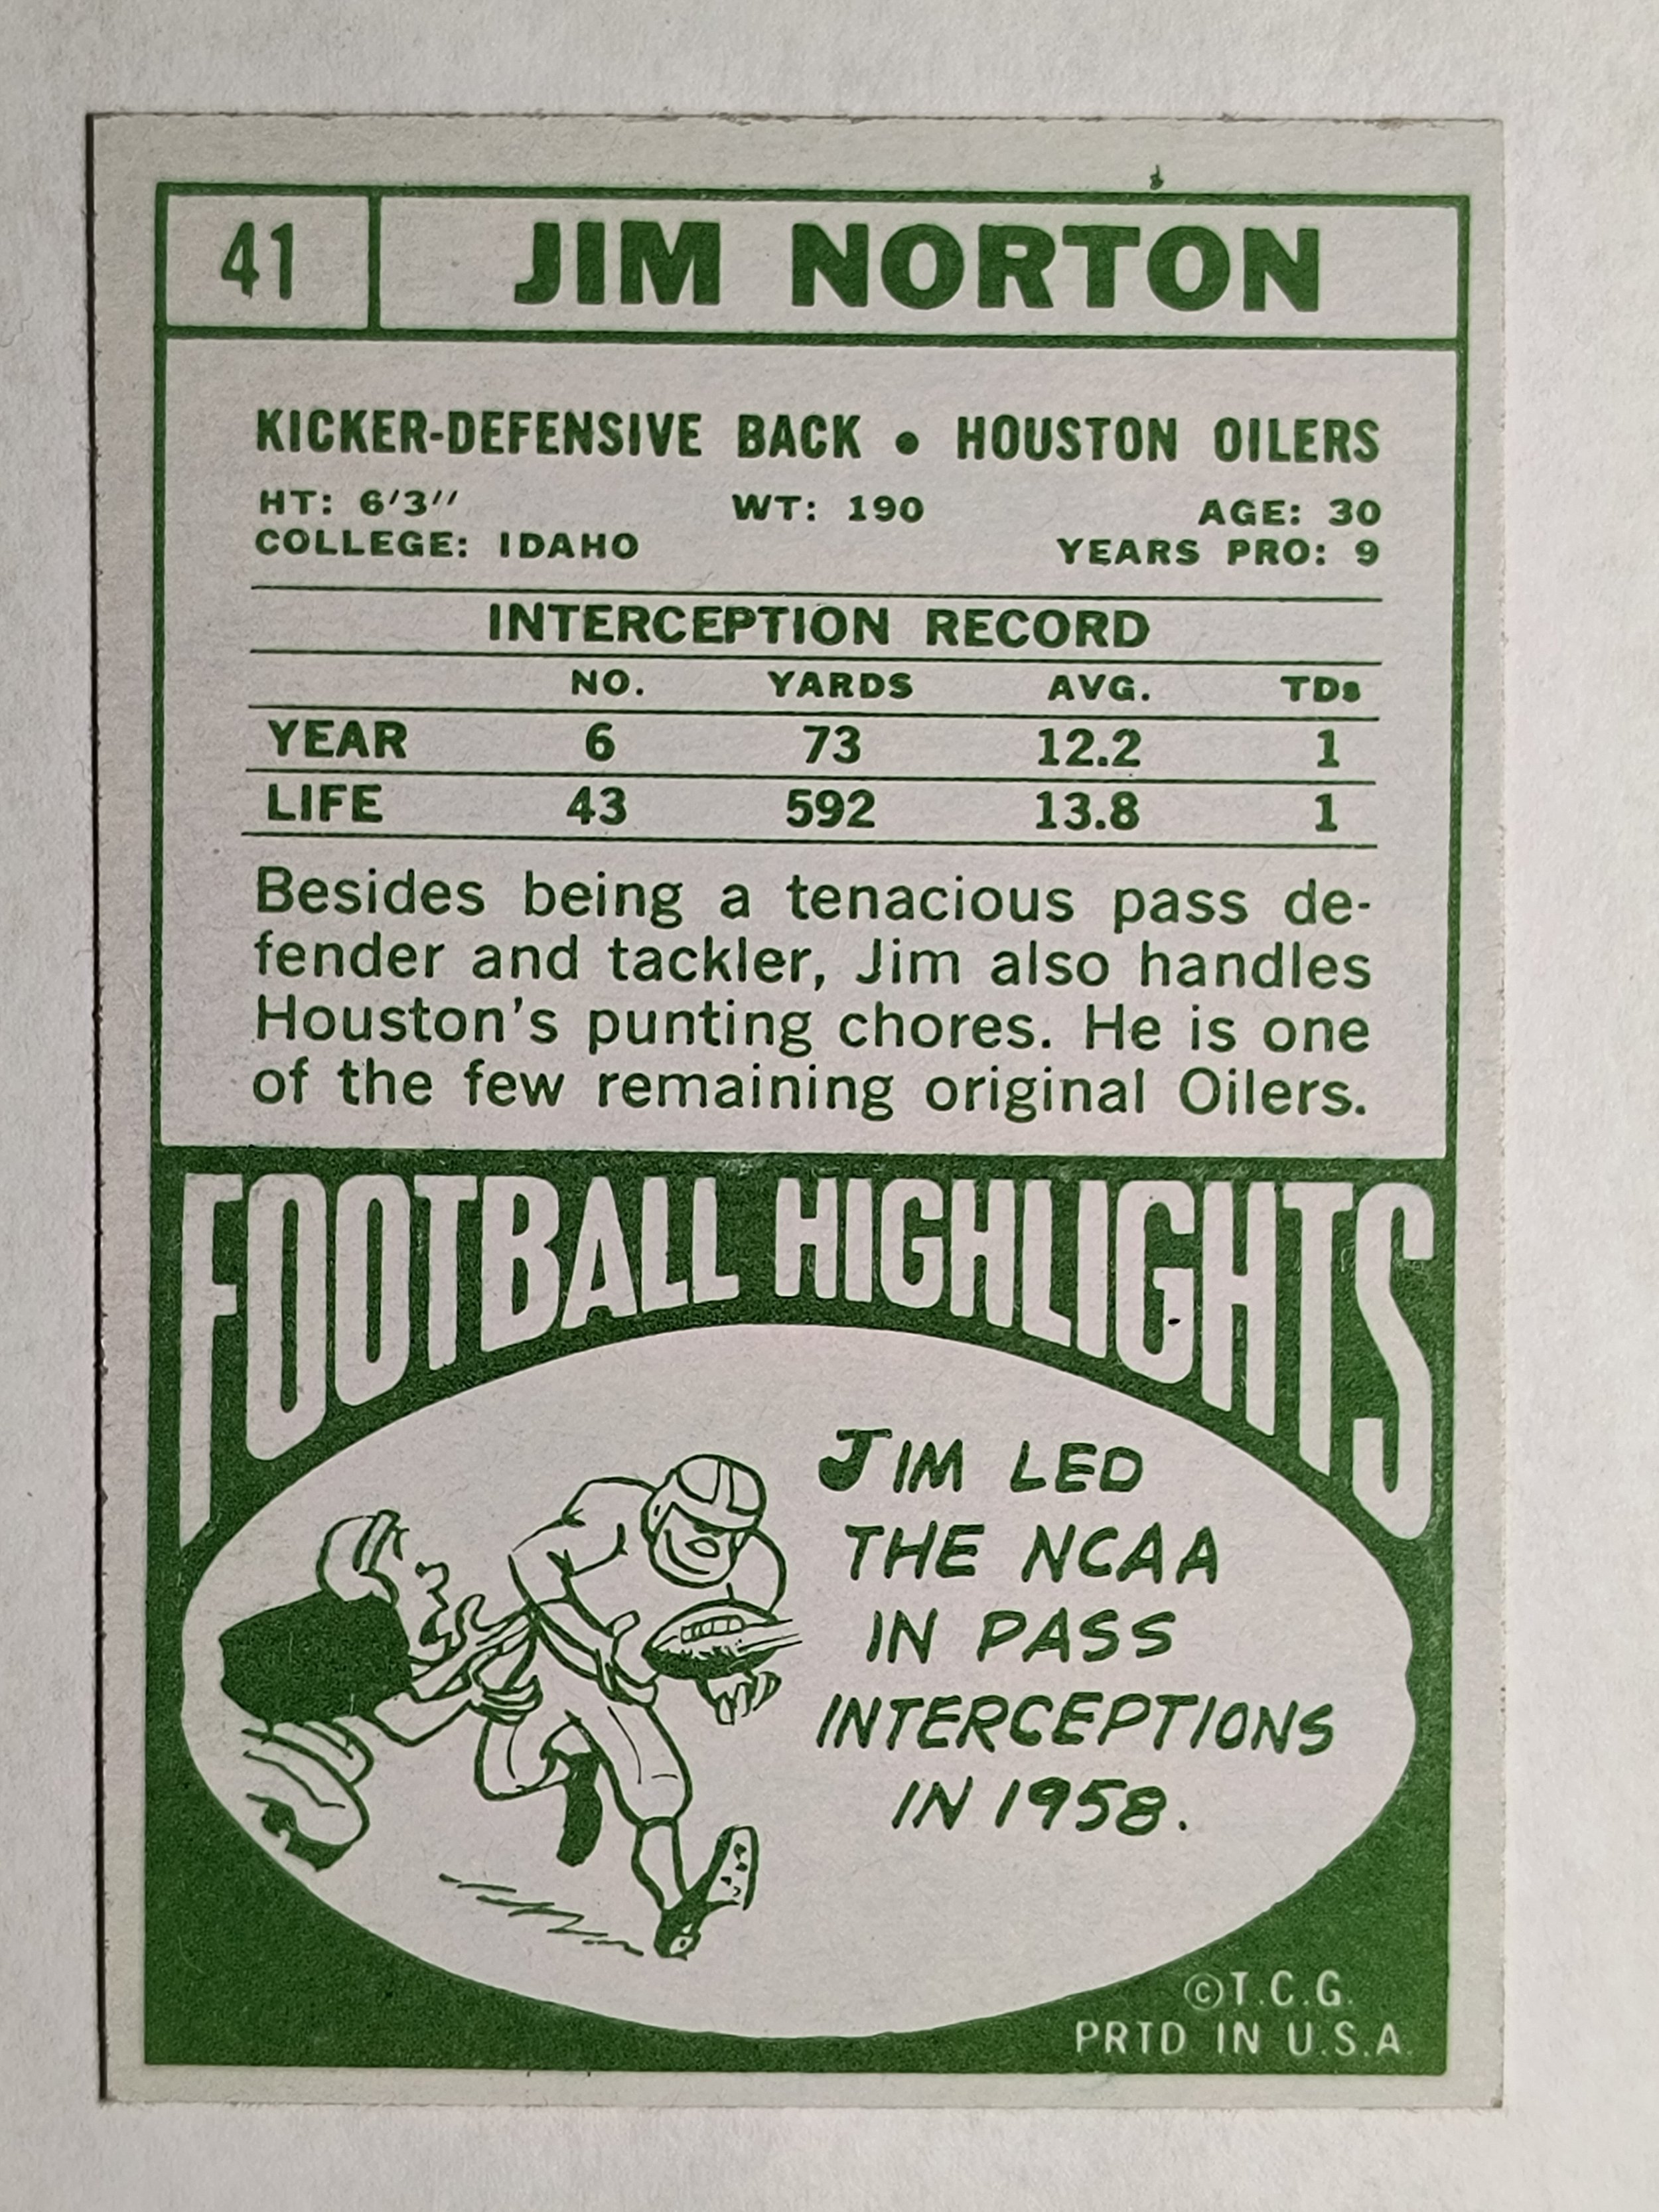 41 JIM NORTON
KICKER-DEFENSIVE BACK • HOUSTON OILERS
HT: 6'3" WT: 190 AGE: 30
COLLEGE: IDAHO YEARS PRO: 9
INTERCEPTION RECORD
NO. YARDS AVG. TDs
YEAR 6 73 12.2 1
LIFE 43 592 13.8 1
Besides being a tenacious pass de-
fender and tackler, Jim also handles
Houston's punting chores. He is one
of the few remaining original Oilers.
FOOTBALL HIGHLIGHTS
JIM LED
THE NCAA
IN PASS
INTERCEPTIONS
IN 1958.
©T.C.G.
PRTD IN U.S.A.